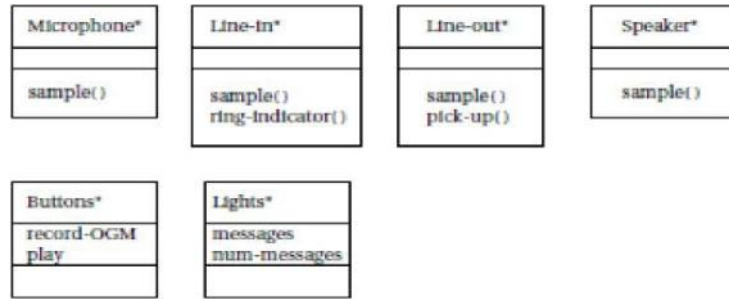 Microphone*
sample()
Line-in*
sample()
ring-indicator()
Line-out*
sample()
pick-up()
Speaker*
sample()
Buttons*
record-OGM
play
Lights*
messages
num-messages